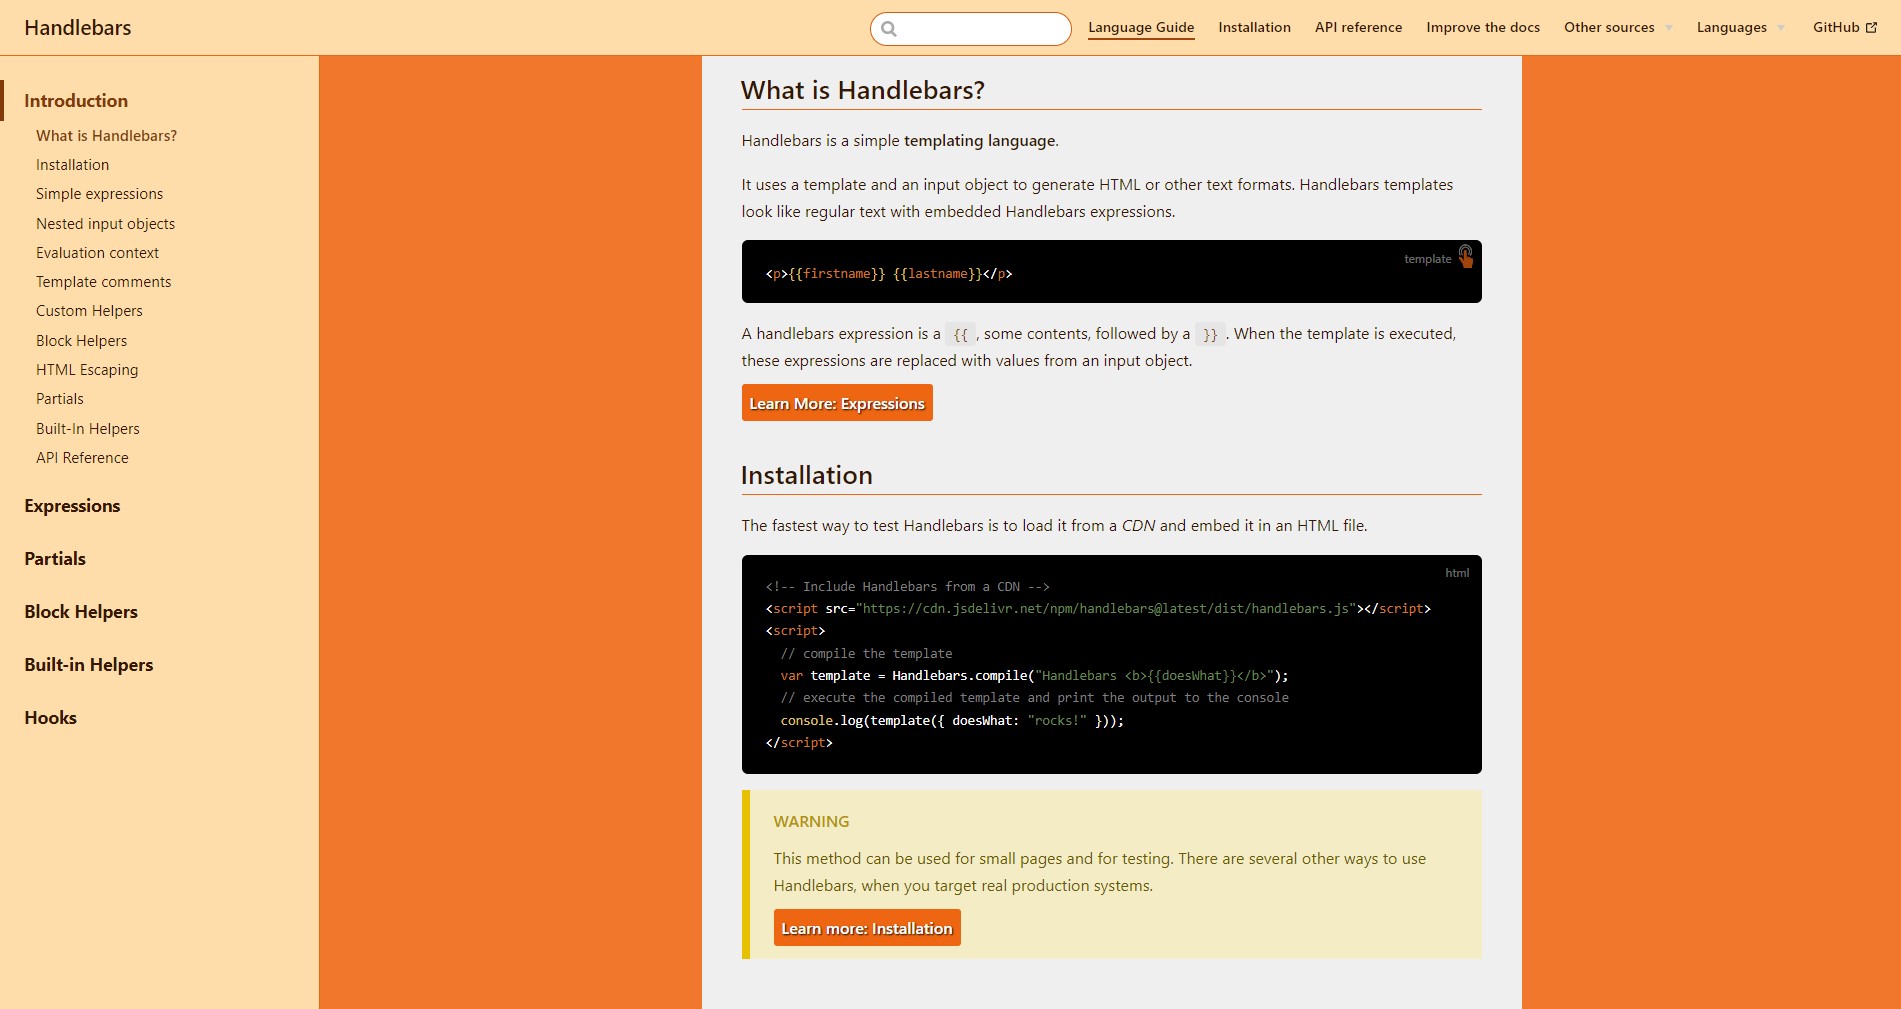 Handlebars
Language Guide
Installation
API reference
Improve the docs
Other sources
Languages
GitHub
Introduction
What is Handlebars?
Installation
Simple expressions
Nested input objects
Evaluation context
Template comments
Custom Helpers
Block Helpers
HTML Escaping
Partials
Built-In Helpers
API Reference
Expressions
Partials
Block Helpers
Built-in Helpers
Hooks
What is Handlebars?
Handlebars is a simple templating language.
It uses a template and an input object to generate HTML or other text formats. Handlebars templates
look like regular text with embedded Handlebars expressions.
template
<p>{{firstname}} {{lastname}}</p>
A handlebars expression is a {{, some contents, followed by a }}. When the template is executed,
these expressions are replaced with values from an input object.
Learn More: Expressions
Installation
The fastest way to test Handlebars is to load it from a CDN and embed it in an HTML file.
html
<!-- Include Handlebars from a CDN -->
<script src="https://cdn.jsdelivr.net/npm/handlebars@latest/dist/handlebars.js"></script>
<script>
// compile the template
var template = Handlebars.compile("Handlebars <b>{{doesWhat}}</b>");
// execute the compiled template and print the output to the console
console.log(template({ doesWhat: "rocks!" }));
</script>
WARNING
This method can be used for small pages and for testing. There are several other ways to use
Handlebars, when you target real production systems.
Learn more: Installation